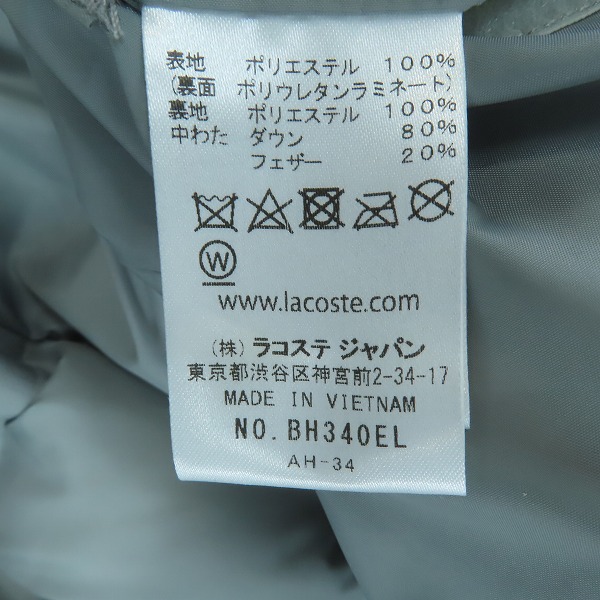 表地 ポリエステル 100%
(裏面 ポリウレタンラミネート)
裏地 ポリエステル 100%
中わた ダウン 80%
フェザー 20%
W
www.lacoste.com
(株) ラコステ ジャパン
東京都渋谷区神宮前2-34-17
MADE IN VIETNAM
NO. BH340EL
AH-34